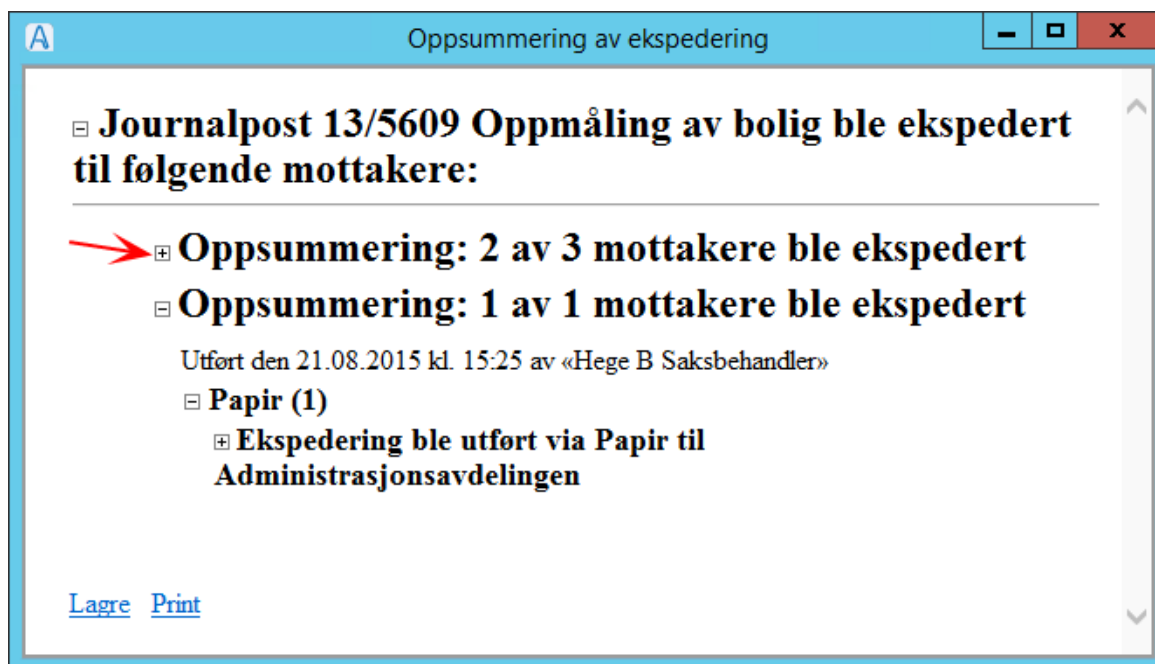 Oppsummering av ekspedering
Journalpost 13/5609 Oppmåling av bolig ble ekspedert
til følgende mottakere:
Oppsummering: 2 av 3 mottakere ble ekspedert
Oppsummering: 1 av 1 mottakere ble ekspedert
Utført den 21.08.2015 kl. 15:25 av «Hege B Saksbehandler»
Papir (1)
Ekspedering ble utført via Papir til
Administrasjonsavdelingen
Lagre Print